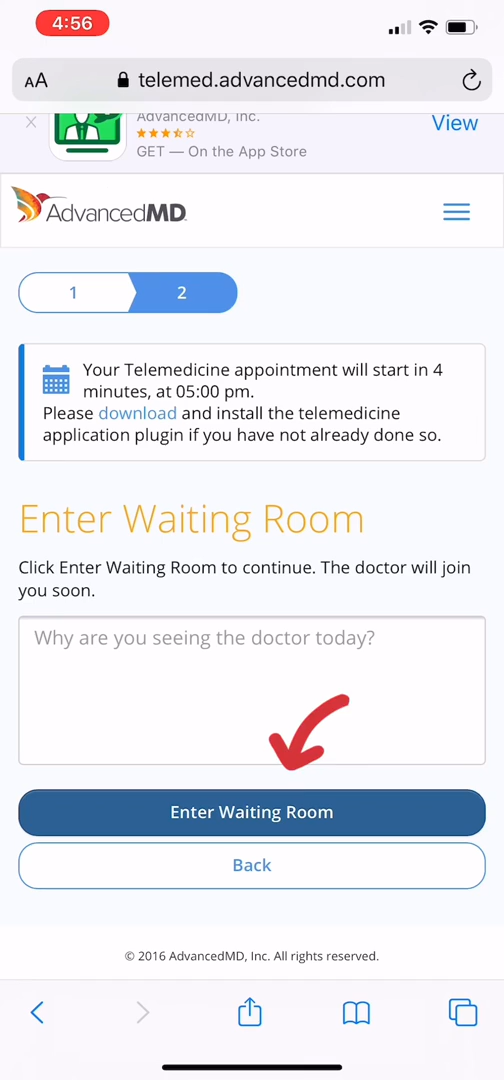 4:56
AA telemed.advancedmd.com
AdvancedMD, Inc.
View
GET — On the App Store
AdvancedMD
1 2
Your Telemedicine appointment will start in 4
minutes, at 05:00 pm.
Please download and install the telemedicine
application plugin if you have not already done so.
Enter Waiting Room
Click Enter Waiting Room to continue. The doctor will join
you soon.
Why are you seeing the doctor today?
Enter Waiting Room
Back
© 2016 AdvancedMD, Inc. All rights reserved.